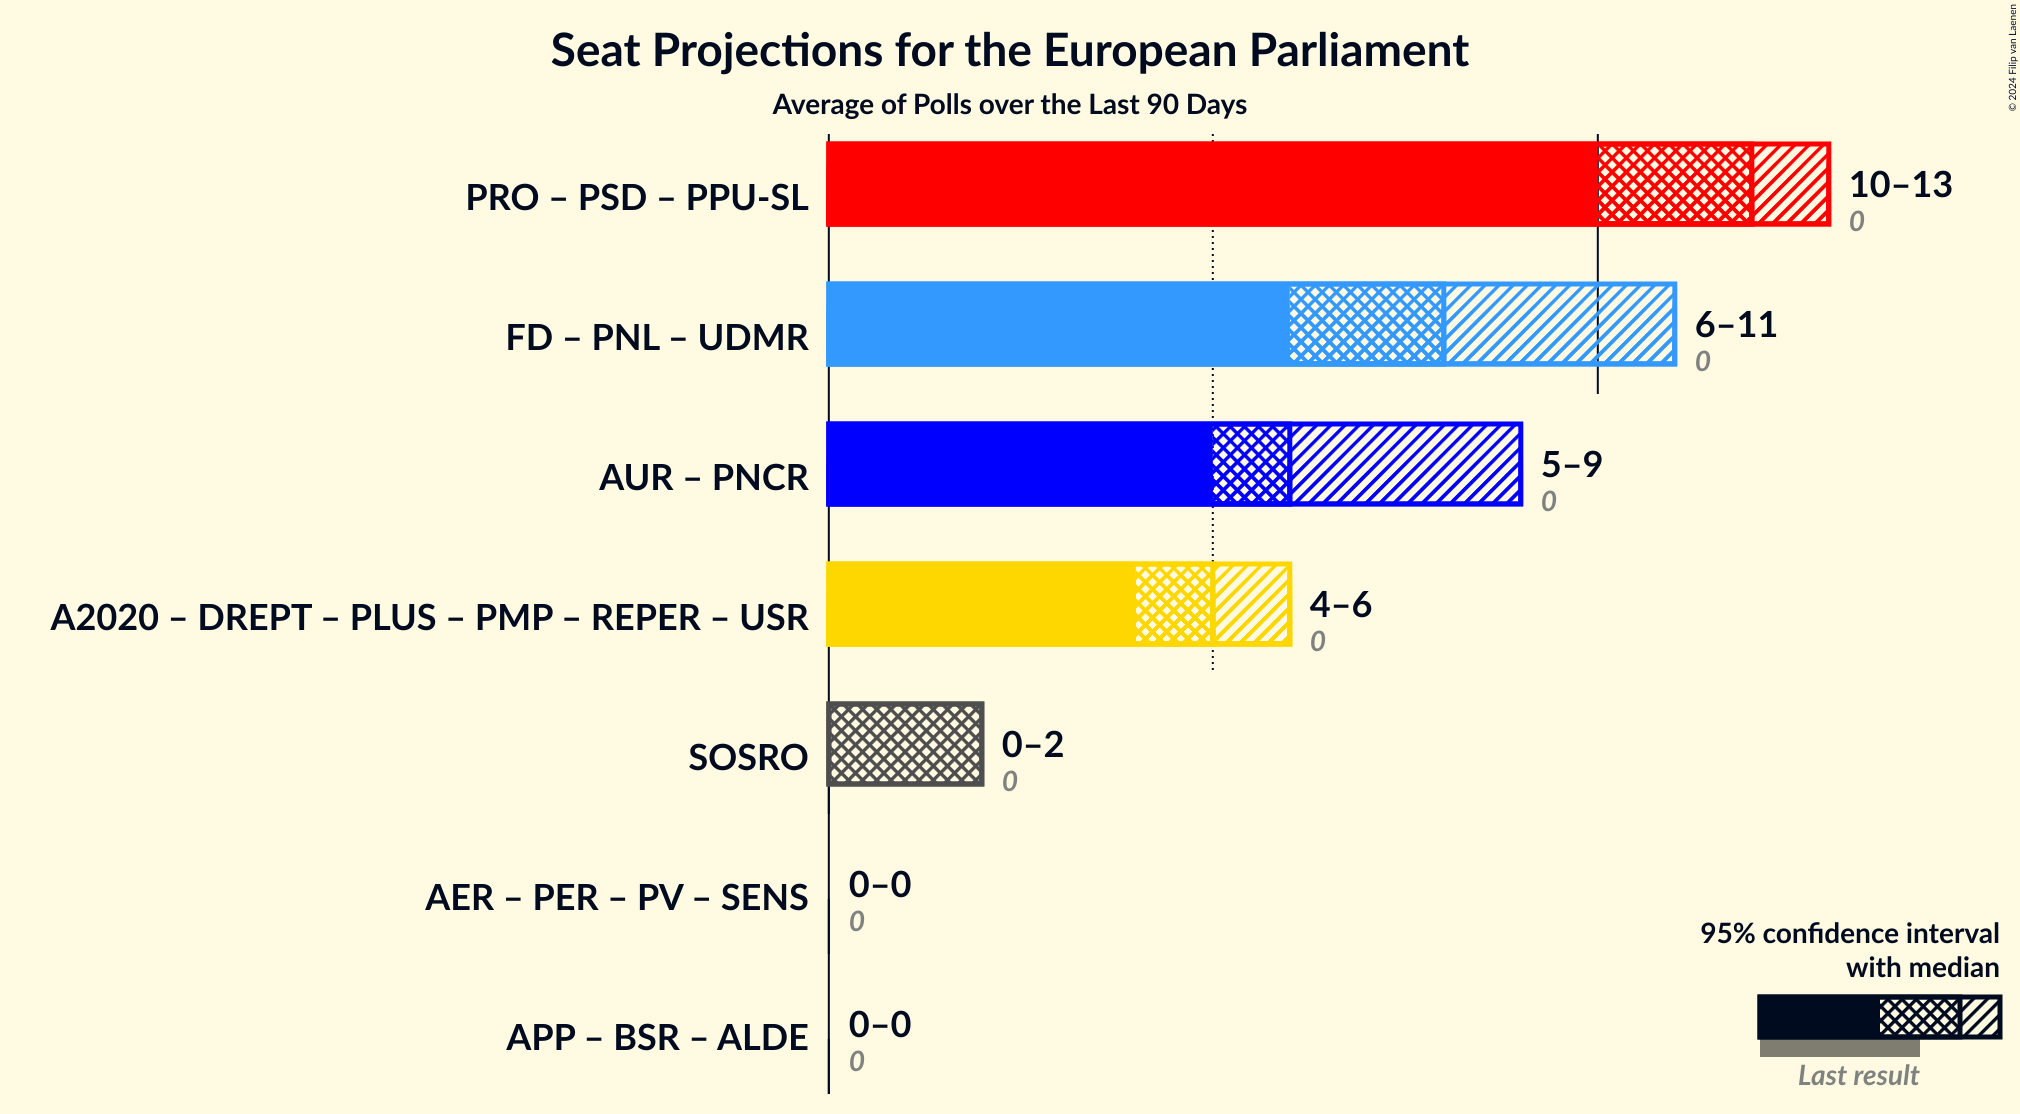 Seat Projections for the European Parliament
Average of Polls over the Last 90 Days
© 2024 Filip van Laenen
PRO – PSD – PPU-SL
10–13
0
FD – PNL – UDMR
6–11
0
AUR – PNCR
5–9
0
A2020 – DREPT – PLUS – PMP – REPER – USR
4–6
0
SOSRO
0–2
0
AER – PER – PV – SENS
0–0
0
APP – BSR – ALDE
0–0
0
95% confidence interval
with median
Last result